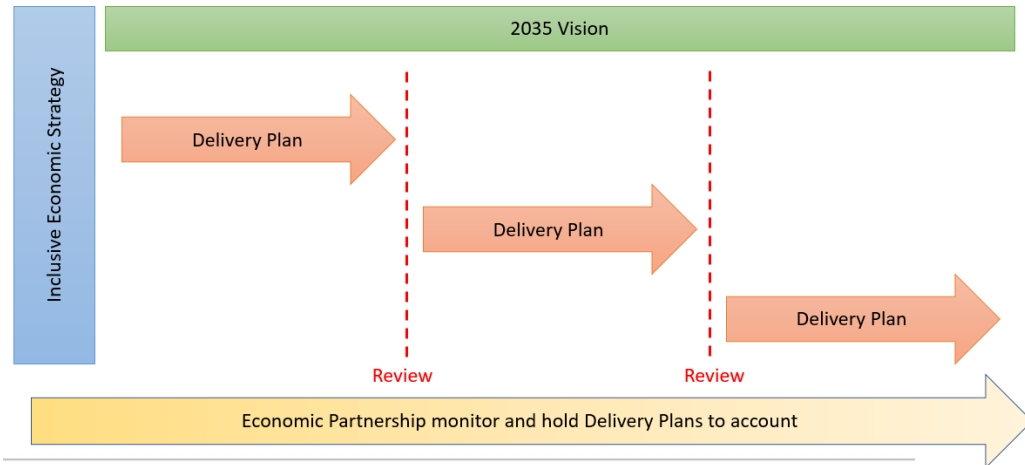 2035 Vision
Inclusive Economic Strategy
Delivery Plan
Delivery Plan
Delivery Plan
Review
Review
Economic Partnership monitor and hold Delivery Plans to account